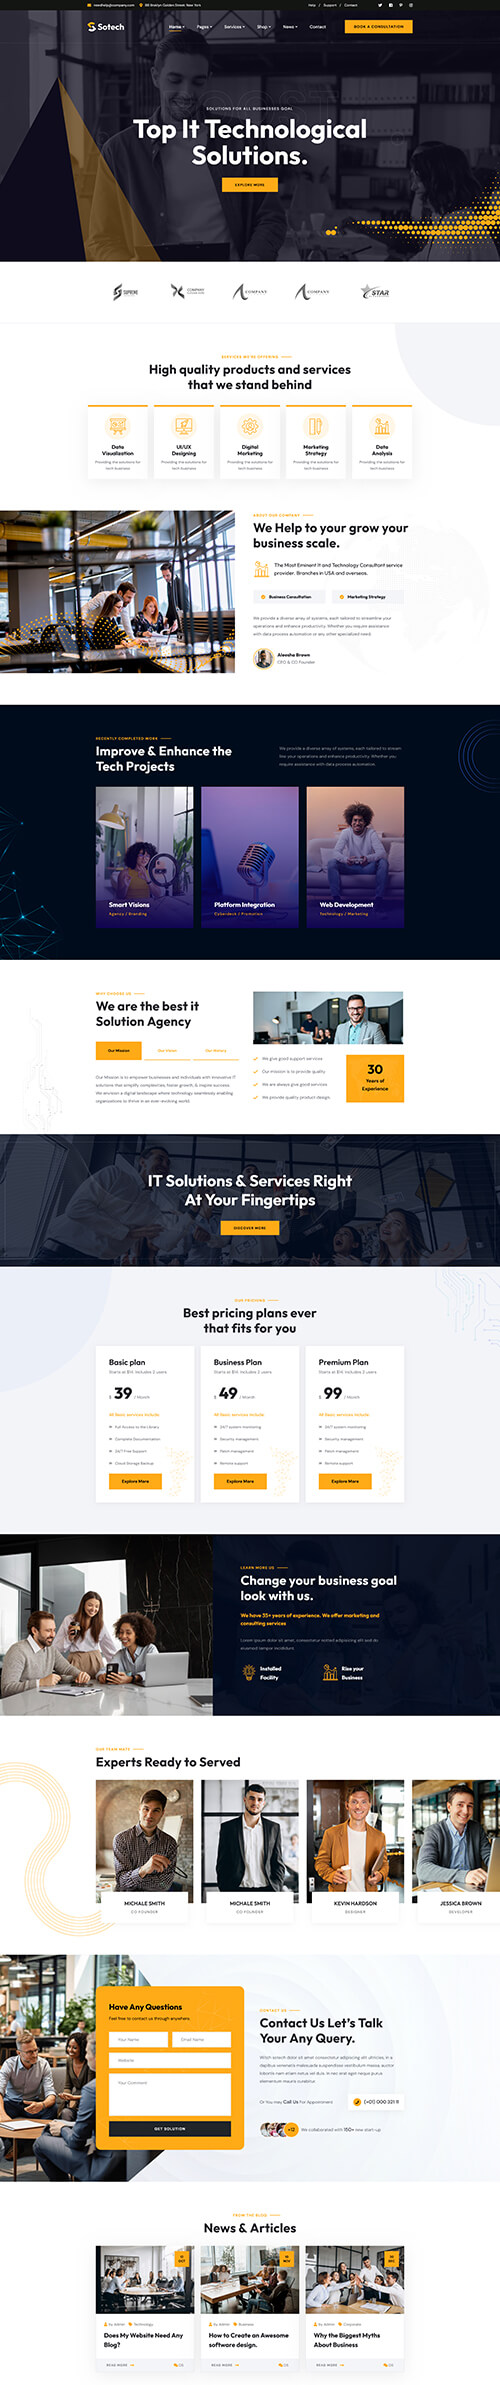 needhelp@company.com 88 Broklyn Golden Street. New York
Help / Support / Contact
Sotech
Home Pages Services Shop News Contact
BOOK A CONSULTATION
SOLUTIONS FOR ALL BUSINESSES GOAL
Top It Technological
Solutions.
EXPLORE MORE
SUPREME
COMPANY
COMPANY
COMPANY
STAR
SERVICES WE'RE OFFERING
High quality products and services
that we stand behind
Data
Visualization
Providing the solutions for
tech business
UI/UX
Designing
Providing the solutions for
tech business
Digital
Marketing
Providing the solutions for
tech business
Marketing
Strategy
Providing the solutions for
tech business
Data
Analysis
Providing the solutions for
tech business
ABOUT OUR COMPANY
We Help to your grow your
business scale.
The Most Eminent It and Technology Consultant service
provider. Branches in USA and overseas.
Business Consultation
Marketing Strategy
We provide a diverse array of systems, each tailored to streamline your
operations and enhance productivity. Whether you require assistance
with data process automation or any other specialized need.
Aleesha Brown
CEO & CO Founder
RECENTLY COMPLETED WORK
Improve & Enhance the
Tech Projects
We provide a diverse array of systems, each tailored to stream
line your operations and enhance productivity. Whether you
require assistance with data process automation.
Smart Visions
Agency / Branding
Platform Integration
Cyberdeck / Promotion
Web Development
Technology / Marketing
WHY CHOOSE US
We are the best it
Solution Agency
Our Mission
Our Vision
Our History
Our Mission is to empower businesses and individuals with innovative IT
solutions that simplify complexities, foster growth, & inspire success.
We envision a digital landscape where technology seamlessly enabling
organizations to thrive in an ever-evolving world.
We give good support services
Our mission is to provide quality
We are always give good services
We provide quality product design.
30
Years of
Experience
IT Solutions & Services Right
At Your Fingertips
DISCOVER MORE
OUR PRICING
Best pricing plans ever
that fits for you
Basic plan
Starts at $14. Includes 2 users.
$ 39 / Month
All Basic services include:
Full Access to the Library
Complete Documentation
24/7 Free Support
Cloud Storage Backup
Explore More
Business Plan
Starts at $14. Includes 2 users.
$ 49 / Month
All Basic services include:
24/7 system monitoring
Security management
Patch management
Remote support
Explore More
Premium Plan
Starts at $14. Includes 2 users.
$ 99 / Month
All Basic services include:
24/7 system monitoring
Security management
Patch management
Remote support
Explore More
LEARN MORE US
Change your business goal
look with us.
We have 35+ years of experience. We offer marketing and
consulting services
Lorem ipsum dolor sit amet, consectetur notted adipisicing elit sed do
eiusmod tempor incididunt.
Installed
Facility
Rise your
Business
OUR TEAM MATE
Experts Ready to Served
MICHALE SMITH
CO FOUNDER
MICHALE SMITH
CO FOUNDER
KEVIN HARDSON
DESIGNER
JESSICA BROWN
DEVELOPER
Have Any Questions
Feel free to contact us through anywhere.
Your Name
Email Name
Website
Your Comment
GET SOLUTION
CONTACT US
Contact Us Let's Talk
Your Any Query.
Or You may Call Us For Appointment
(+01) 000 321 11
+12
We collaborated with 150+ new start-up
FROM THE BLOG
News & Articles
10
OCT
By Admin Technology
Does My Website Need Any
Blog?
READ MORE
10
NOV
By Admin Business
How to Create an Awesome
software design.
READ MORE
By Admin Corporate
Why the Biggest Myths
About Business
READ MORE